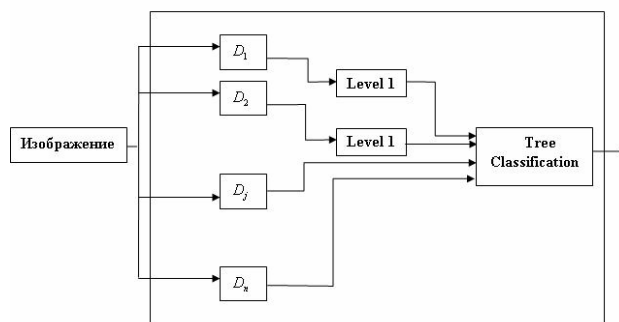 D₁
Level 1
D₂
Level 1
Изображение
Tree
Classification
Dⱼ
Dₙ